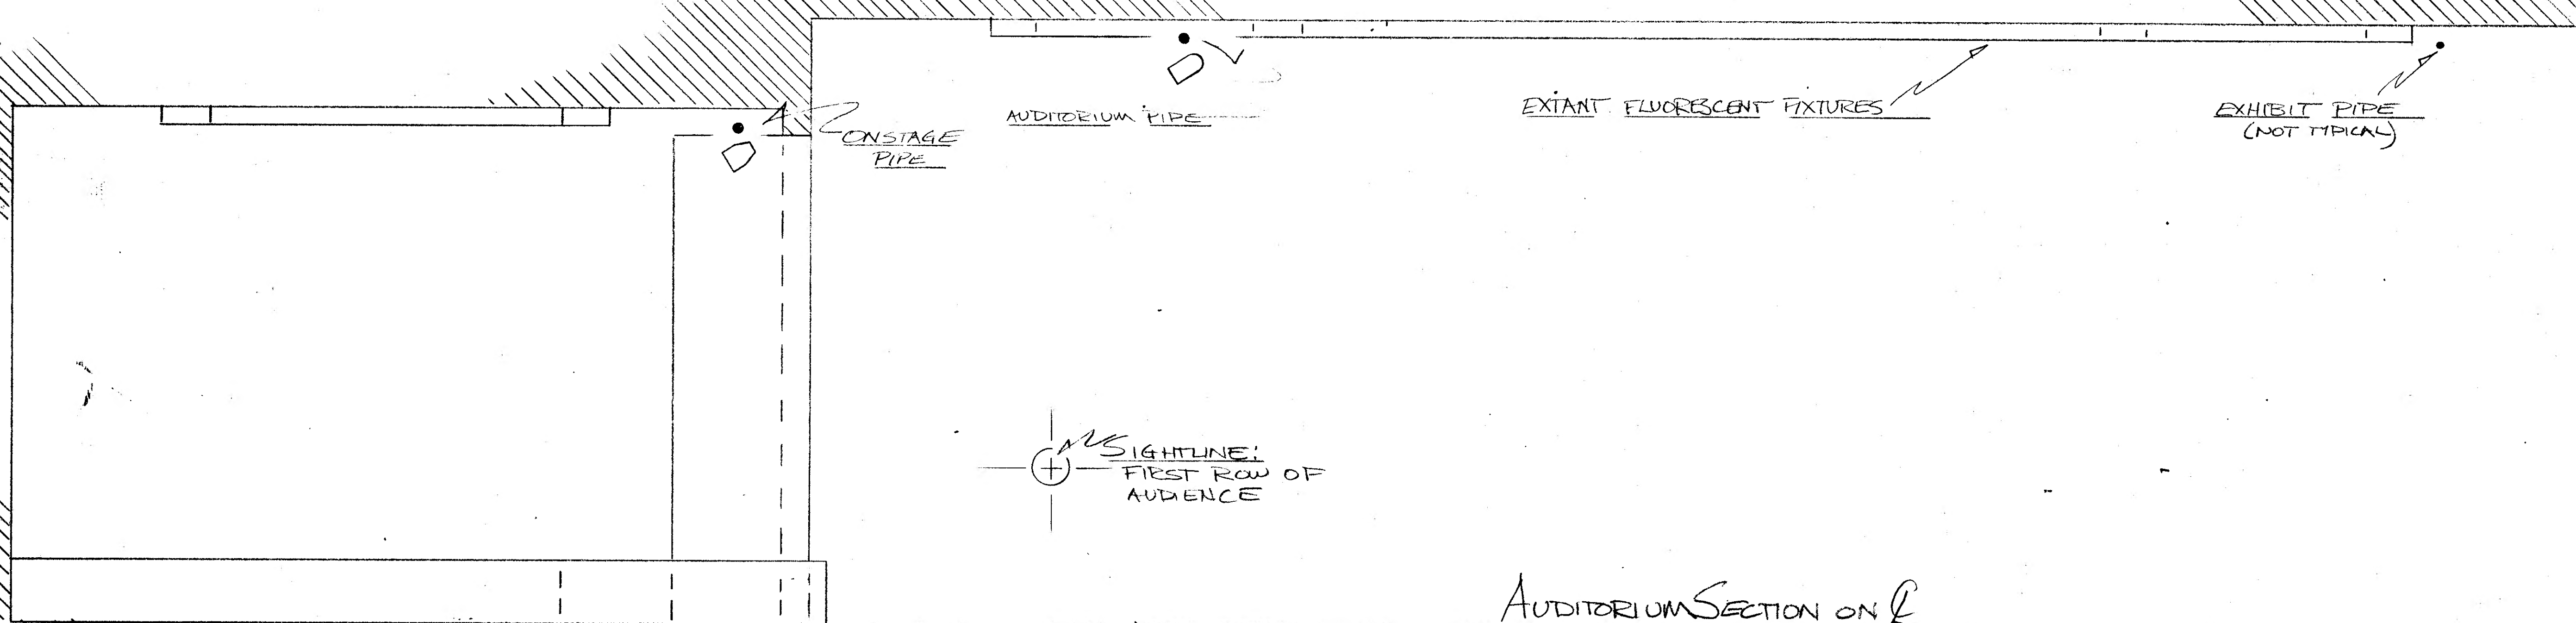 AUDITORIUM PIPE
EXTANT FLUORESCENT FIXTURES
EXHIBIT PIPE
(NOT TYPICAL)
ONSTAGE
PIPE
SIGHTLINE:
FIRST ROW OF
AUDIENCE
AUDITORIUM SECTION ON ℄